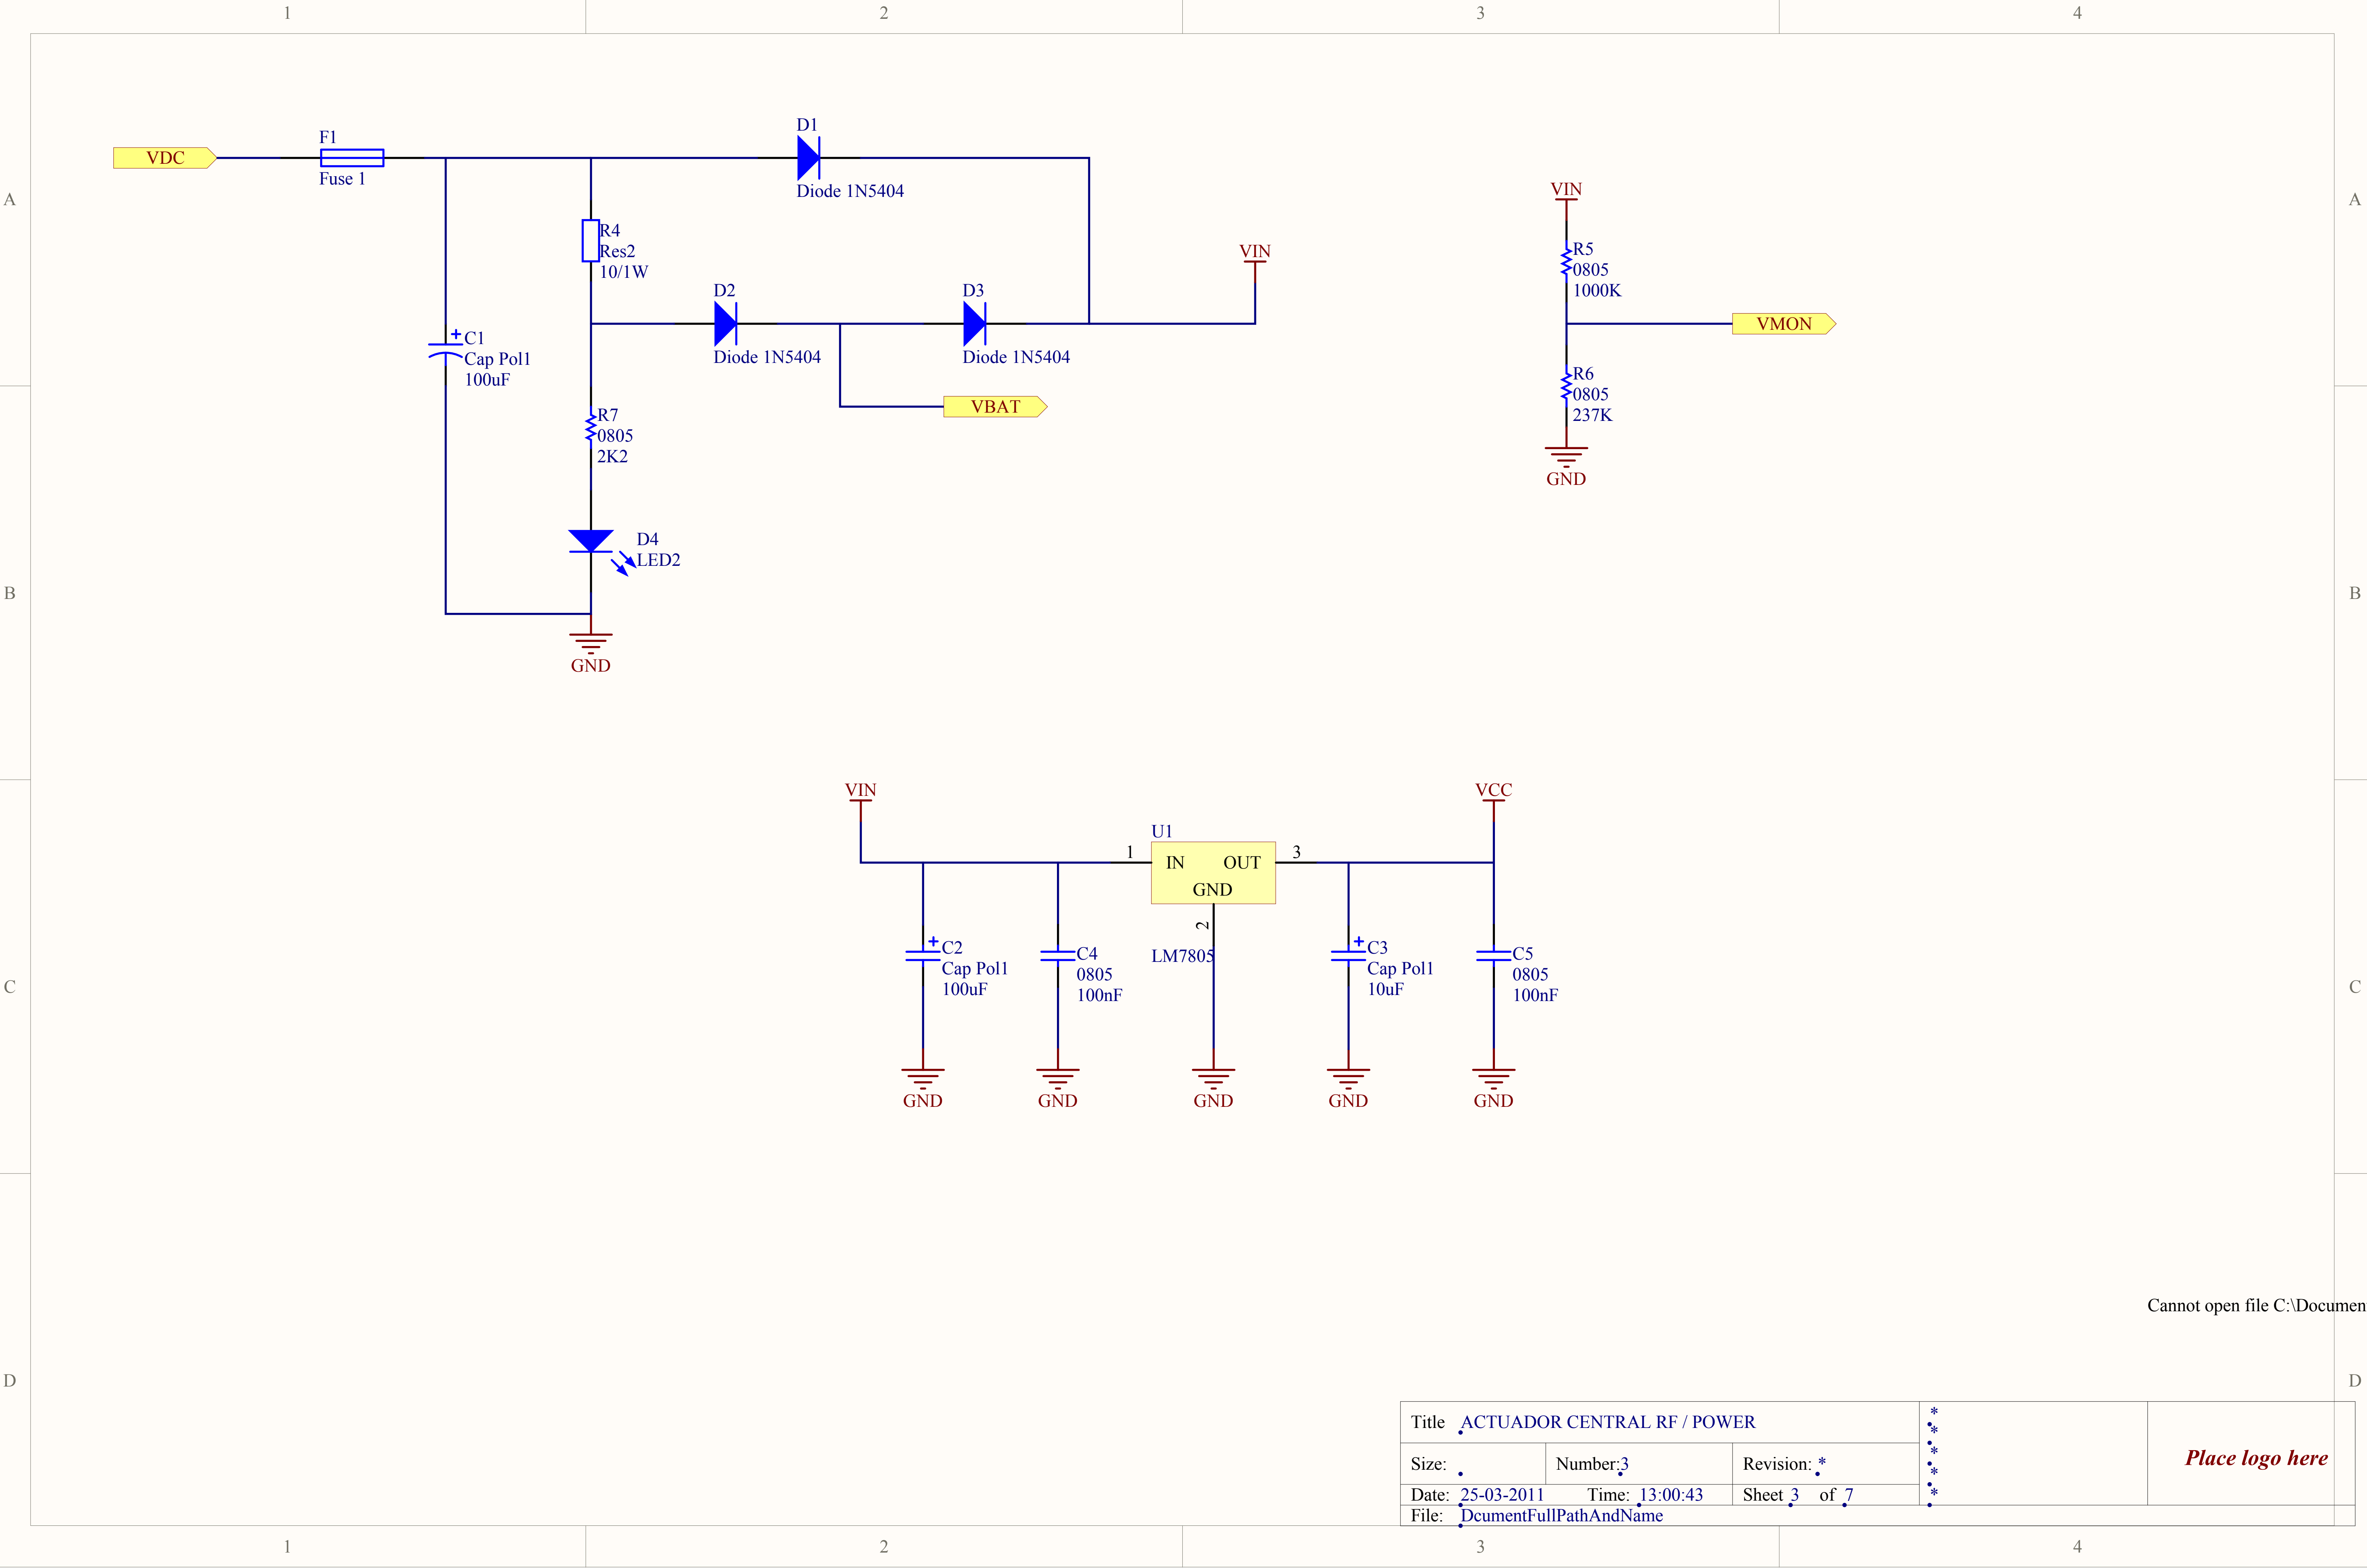 1
2
3
4
A
A
F1
VDC
Fuse 1
D1
Diode 1N5404
R4
Res2
10/1W
VIN
D2
Diode 1N5404
D3
Diode 1N5404
C1
Cap Pol1
100uF
VBAT
R7
0805
2K2
D4
LED2
GND
VIN
R5
0805
1000K
VMON
R6
0805
237K
GND
B
B
VIN
VCC
U1
1
IN
OUT
3
GND
2
LM7805
C2
Cap Pol1
100uF
C4
0805
100nF
C3
Cap Pol1
10uF
C5
0805
100nF
GND
GND
GND
GND
GND
C
C
Cannot open file C:\Documen
D
D
Title ACTUADOR CENTRAL RF / POWER
Size:
Number:3
Revision: *
Date: 25-03-2011 Time: 13:00:43 Sheet 3 of 7
File: DcumentFullPathAndName
*
*
*
*
*
Place logo here
1
2
3
4